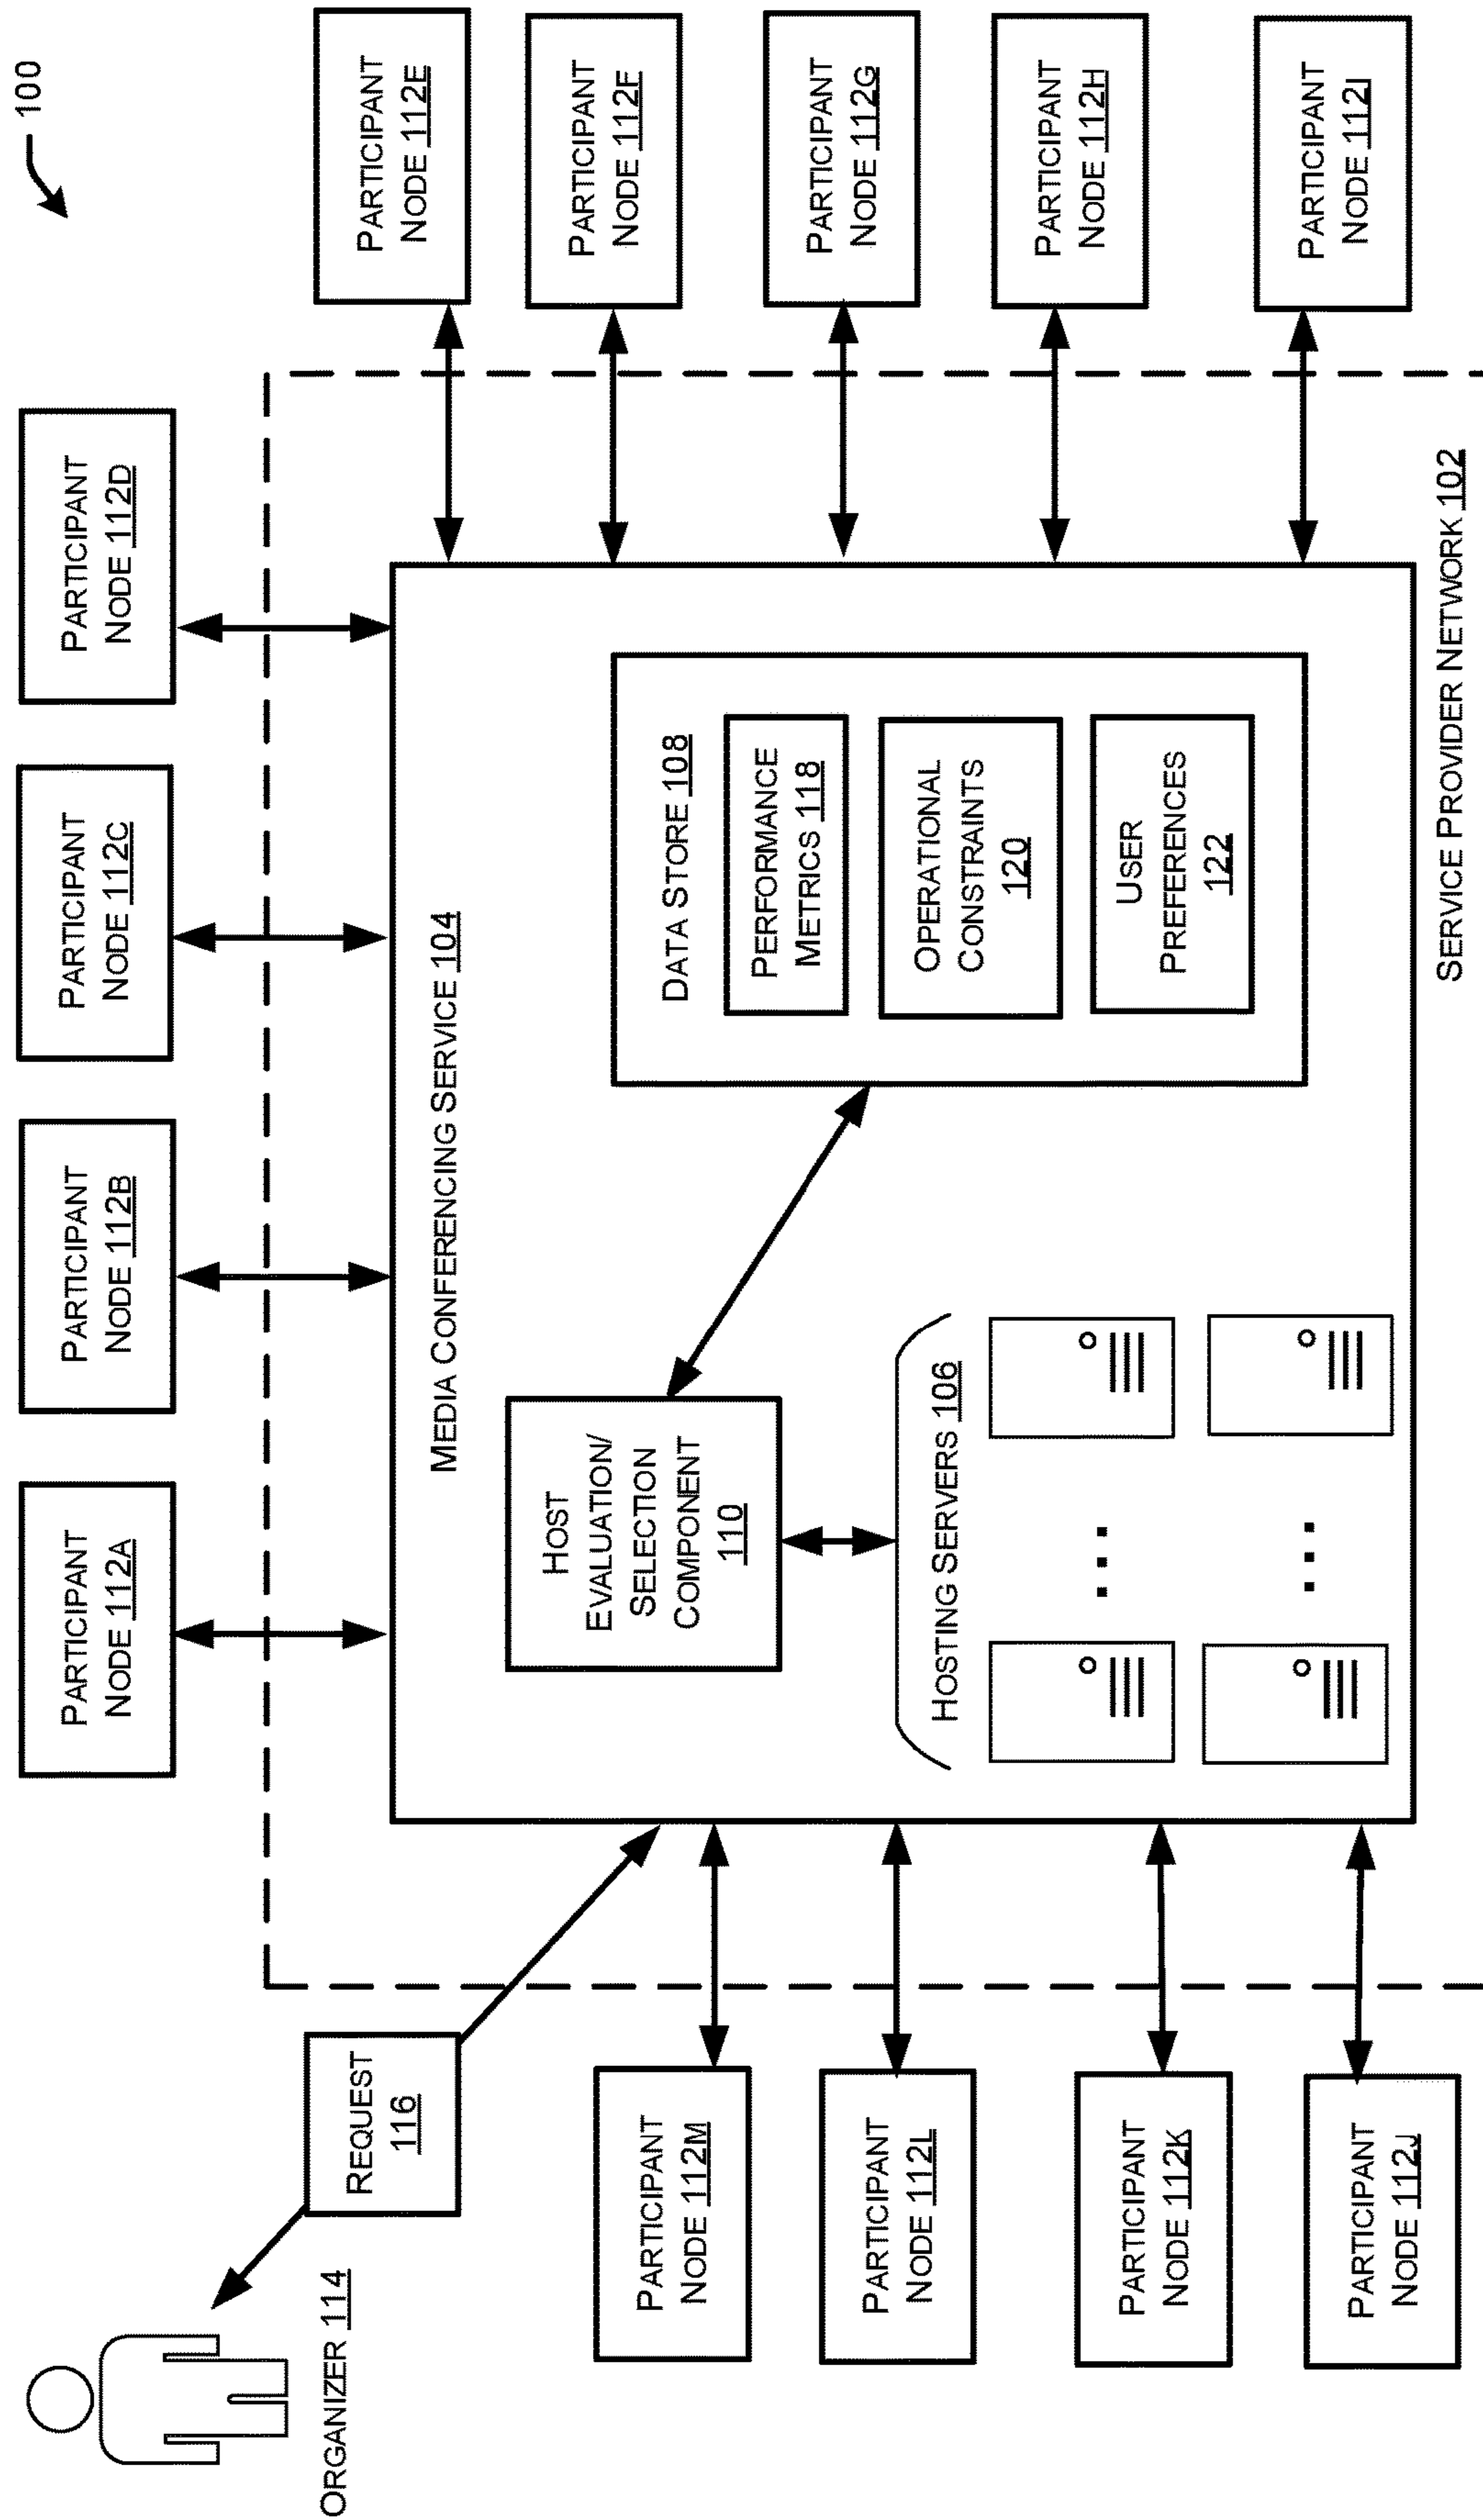 100
PARTICIPANT
NODE 112A
PARTICIPANT
NODE 112B
PARTICIPANT
NODE 112C
PARTICIPANT
NODE 112D
ORGANIZER 114
REQUEST
116
PARTICIPANT
NODE 112M
PARTICIPANT
NODE 112L
PARTICIPANT
NODE 112K
PARTICIPANT
NODE 112J
MEDIA CONFERENCING SERVICE 104
HOST
EVALUATION/
SELECTION
COMPONENT
110
HOSTING SERVERS 106
DATA STORE 108
PERFORMANCE
METRICS 118
OPERATIONAL
CONSTRAINTS
120
USER
PREFERENCES
122
PARTICIPANT
NODE 112E
PARTICIPANT
NODE 112F
PARTICIPANT
NODE 112G
PARTICIPANT
NODE 112H
PARTICIPANT
NODE 112I
SERVICE PROVIDER NETWORK 102